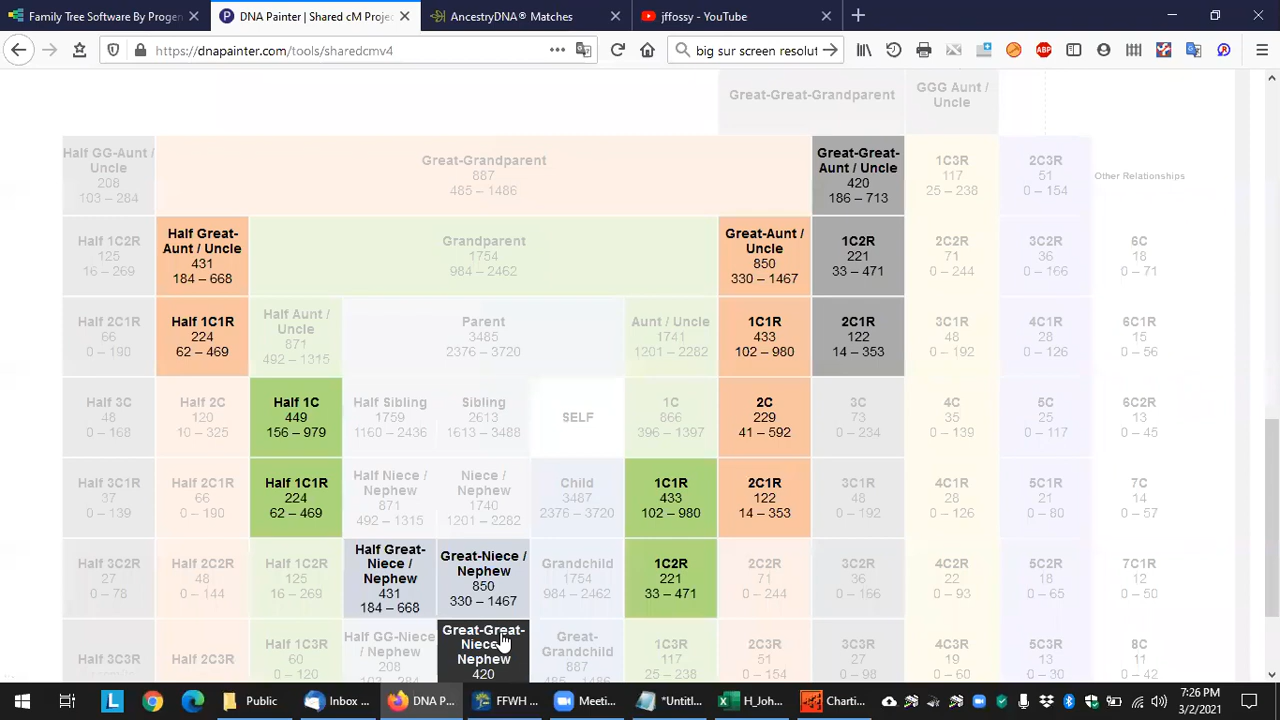 Family Tree Software By Progen
DNA Painter | Shared cM Projec
AncestryDNA® Matches
jffossy - YouTube
https://dnapainter.com/tools/sharedcmv4
big sur screen resolut
Great-Great-Grandparent
GGG Aunt /
Uncle
Half GG-Aunt /
Uncle
208
103 – 284
Great-Grandparent
887
485 – 1486
Great-Great-
Aunt / Uncle
420
186 – 713
1C3R
117
25 – 238
2C3R
51
0 – 154
Other Relationships
Half 1C2R
125
16 – 269
Half Great-
Aunt / Uncle
431
184 – 668
Grandparent
1754
984 – 2462
Great-Aunt /
Uncle
850
330 – 1467
1C2R
221
33 – 471
2C2R
71
0 – 244
3C2R
36
0 – 166
6C
18
0 – 71
Half 2C1R
66
0 – 190
Half 1C1R
224
62 – 469
Half Aunt /
Uncle
871
492 – 1315
Parent
3485
2376 – 3720
Aunt / Uncle
1741
1201 – 2282
1C1R
433
102 – 980
2C1R
122
14 – 353
3C1R
48
0 – 192
4C1R
28
0 – 126
6C1R
15
0 – 56
Half 3C
48
0 – 168
Half 2C
120
10 – 325
Half 1C
449
156 – 979
Half Sibling
1759
1160 – 2436
Sibling
2613
1613 – 3488
SELF
1C
866
396 – 1397
2C
229
41 – 592
3C
73
0 – 234
4C
35
0 – 139
5C
25
0 – 117
6C2R
13
0 – 45
Half 3C1R
37
0 – 139
Half 2C1R
66
0 – 190
Half 1C1R
224
62 – 469
Half Niece /
Nephew
871
492 – 1315
Niece /
Nephew
1740
1201 – 2282
Child
3487
2376 – 3720
1C1R
433
102 – 980
2C1R
122
14 – 353
3C1R
48
0 – 192
4C1R
28
0 – 126
5C1R
21
0 – 80
7C
14
0 – 57
Half 3C2R
27
0 – 78
Half 2C2R
48
0 – 144
Half 1C2R
125
16 – 269
Half Great-
Niece /
Nephew
431
184 – 668
Great-Niece /
Nephew
850
330 – 1467
Grandchild
1754
984 – 2462
1C2R
221
33 – 471
2C2R
71
0 – 244
3C2R
36
0 – 166
4C2R
22
0 – 93
5C2R
18
0 – 65
7C1R
12
0 – 50
Half 3C3R
Half 2C3R
Half 1C3R
60
0 – 120
Half GG-Niece
/ Nephew
208
103 – 284
Great-Great-
Niece /
Nephew
420
Great-
Grandchild
887
485 – 1486
1C3R
117
25 – 238
2C3R
51
0 – 154
3C3R
27
0 – 98
4C3R
19
0 – 60
5C3R
13
0 – 30
8C
11
0 – 42
Public
Inbox ...
DNA P...
FFWH ...
Meeti...
*Untitl...
H_Joh...
Charti...
7:26 PM
3/2/2021